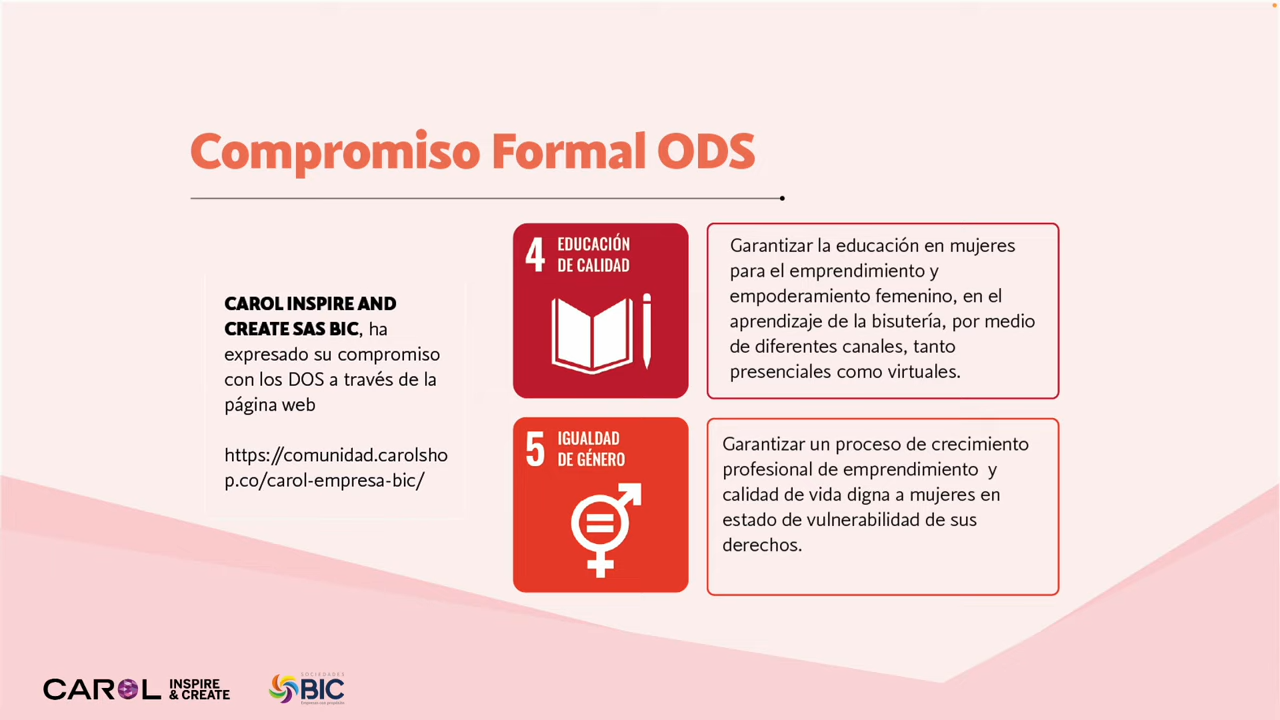 Compromiso Formal ODS
CAROL INSPIRE AND
CREATE SAS BIC, ha
expresado su compromiso
con los DOS a través de la
página web
https://comunidad.carolsho
p.co/carol-empresa-bic/
4 EDUCACIÓN
DE CALIDAD
Garantizar la educación en mujeres
para el emprendimiento y
empoderamiento femenino, en el
aprendizaje de la bisutería, por medio
de diferentes canales, tanto
presenciales como virtuales.
5 IGUALDAD
DE GÉNERO
Garantizar un proceso de crecimiento
profesional de emprendimiento y
calidad de vida digna a mujeres en
estado de vulnerabilidad de sus
derechos.
CAROL INSPIRE
& CREATE
SOCIEDADES
BIC